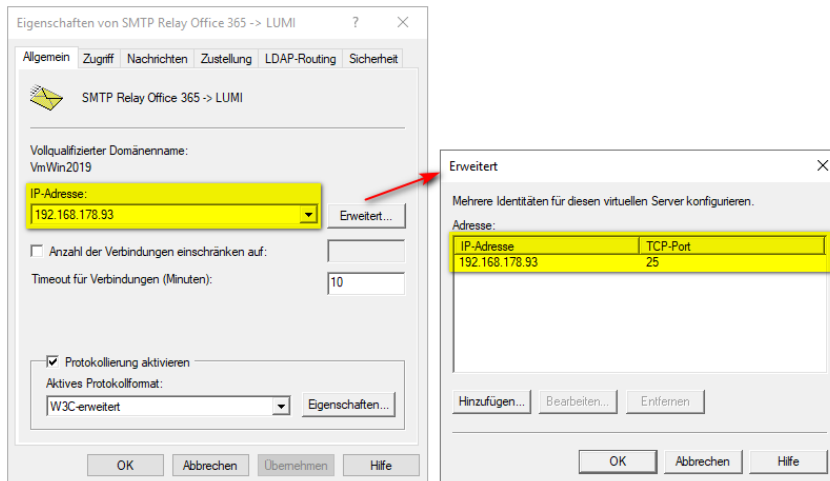 Eigenschaften von SMTP Relay Office 365 -> LUMI
Allgemein Zugriff Nachrichten Zustellung LDAP-Routing Sicherheit
SMTP Relay Office 365 -> LUMI
Vollqualifizierter Domänenname:
VmWin2019
IP-Adresse:
192.168.178.93
Erweitert...
Anzahl der Verbindungen einschränken auf:
Timeout für Verbindungen (Minuten):
10
Protokollierung aktivieren
Aktives Protokollformat:
W3C-erweitert
Eigenschaften...
OK Abbrechen Übernehmen Hilfe
Erweitert
Mehrere Identitäten für diesen virtuellen Server konfigurieren.
Adresse:
IP-Adresse TCP-Port
192.168.178.93 25
Hinzufügen... Bearbeiten... Entfernen
OK Abbrechen Hilfe